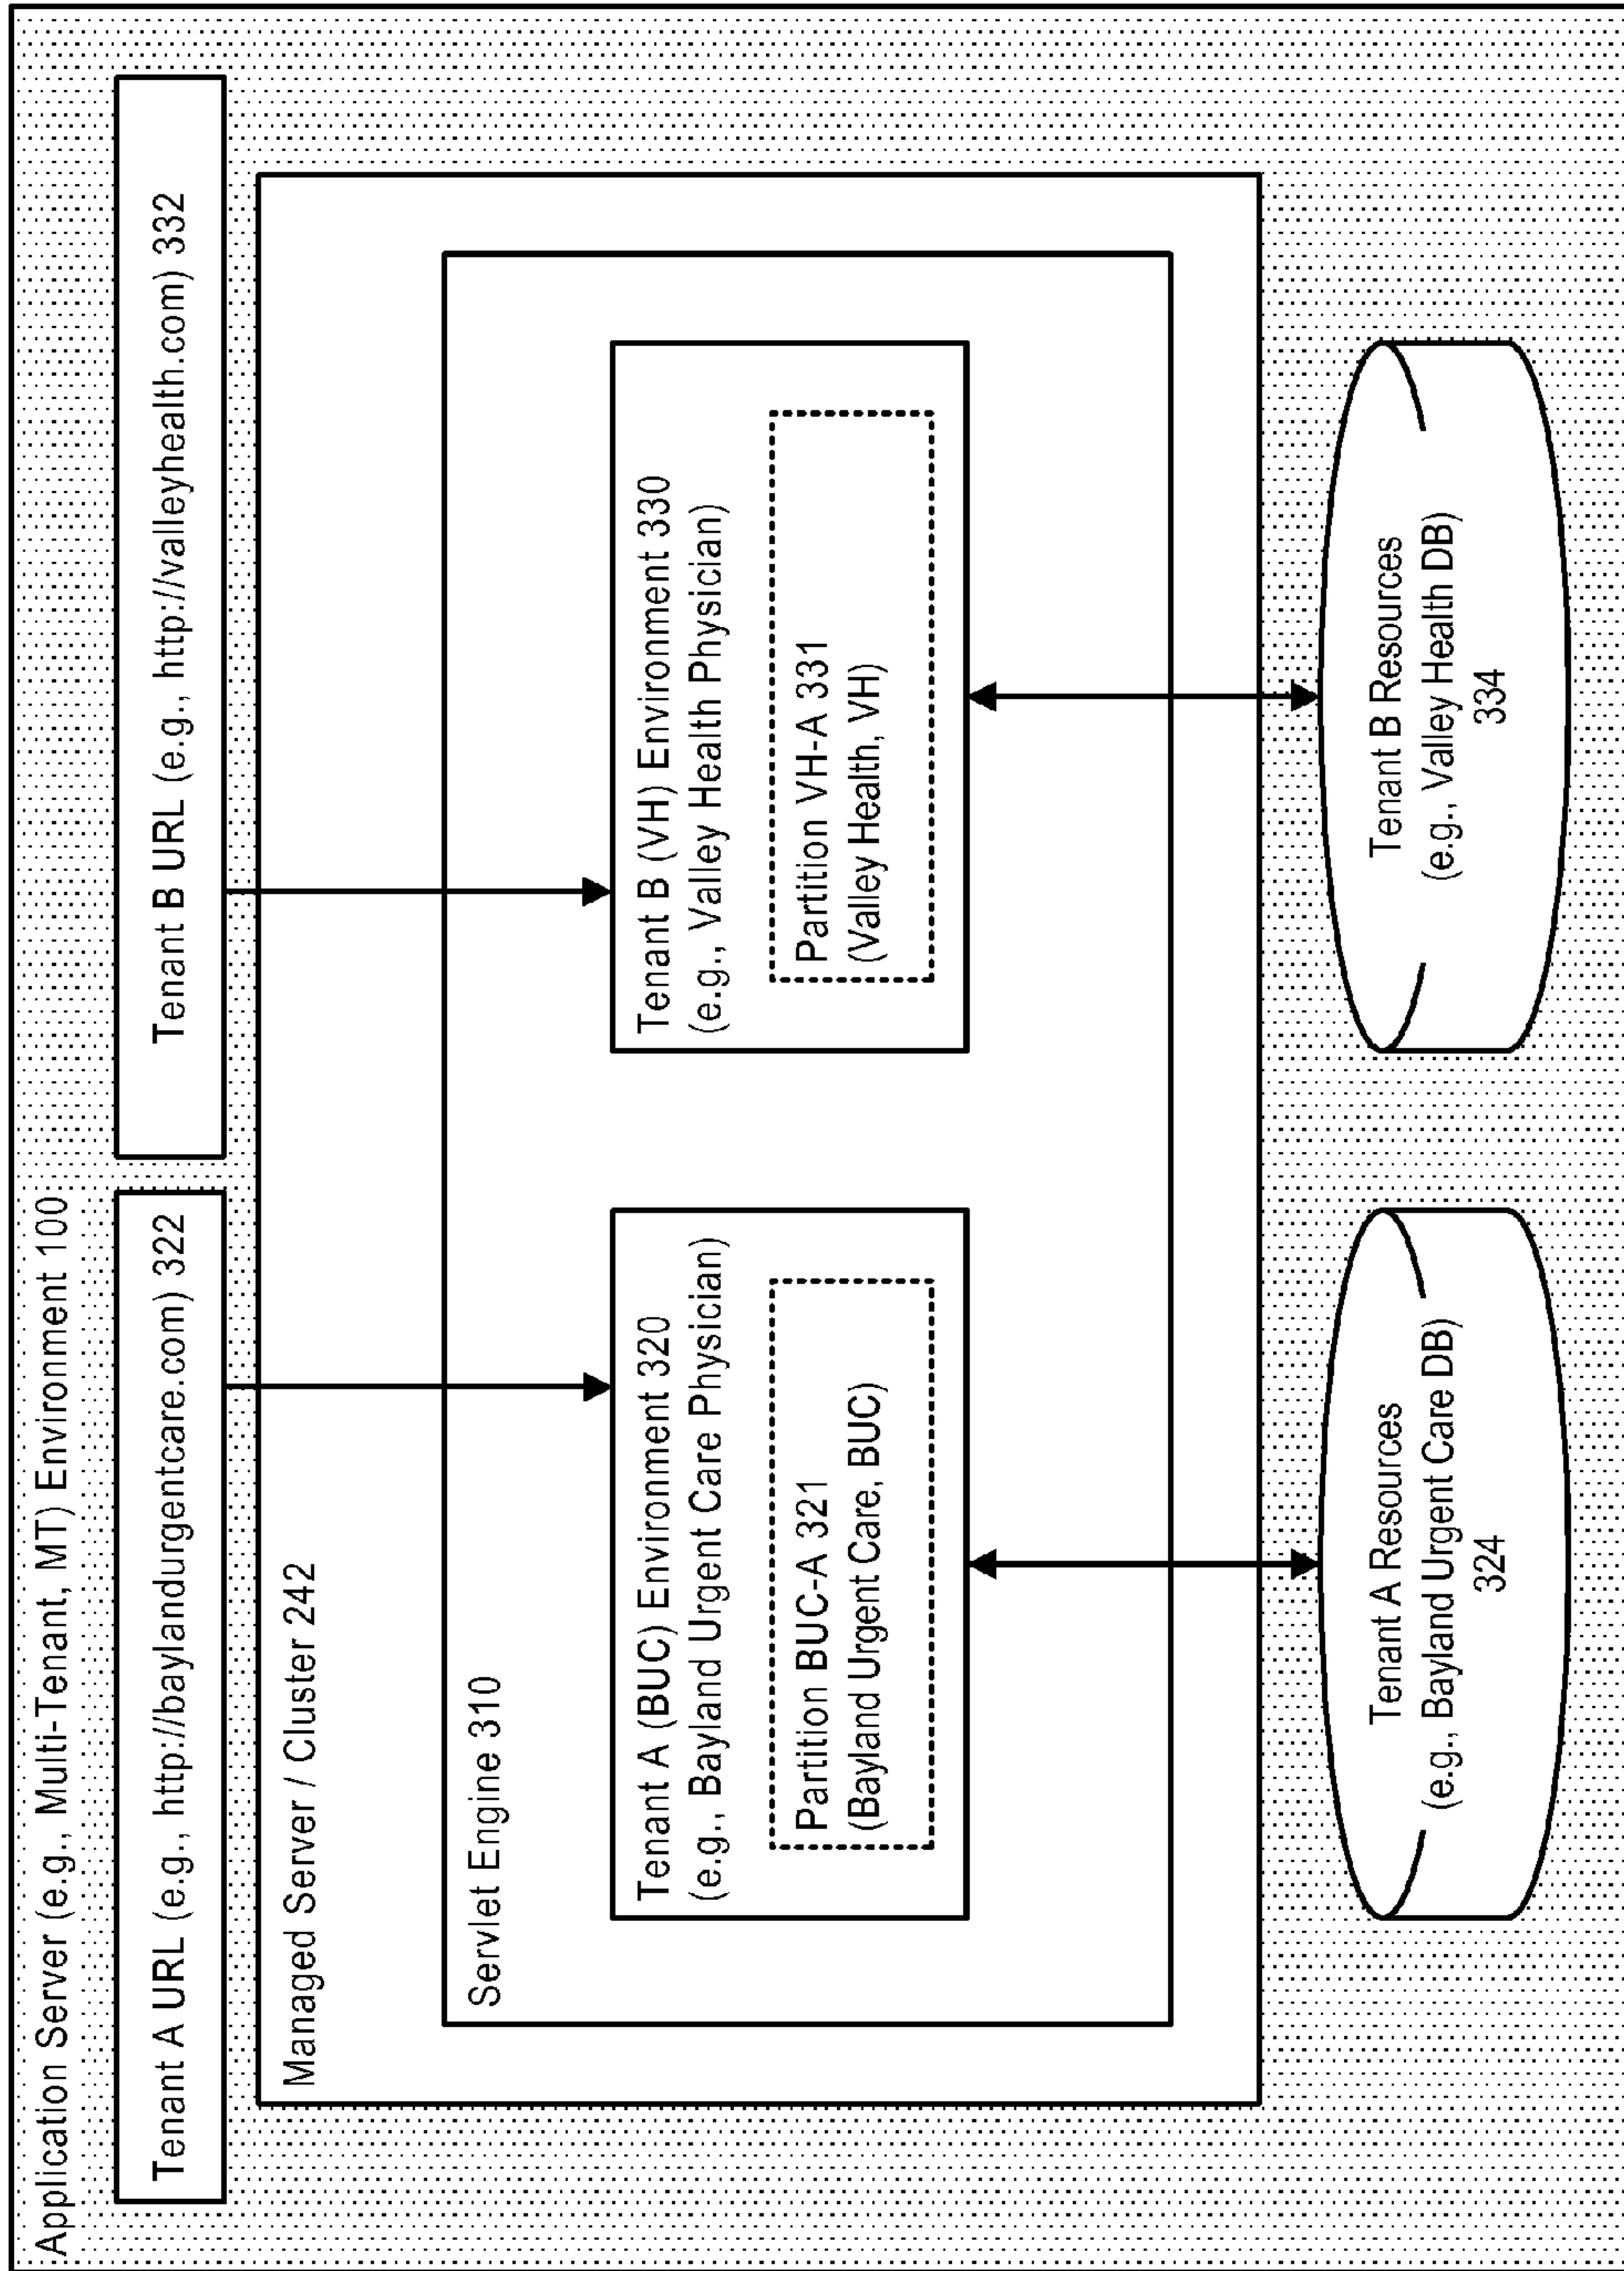 Application Server (e.g., Multi-Tenant, MT) Environment 100
Tenant A URL (e.g., http://baylandurgentcare.com) 322
Tenant B URL (e.g., http://valleyhealth.com) 332
Managed Server / Cluster 242
Servlet Engine 310
Tenant A (BUC) Environment 320
(e.g., Bayland Urgent Care Physician)
Partition BUC-A 321
(Bayland Urgent Care, BUC)
Tenant B (VH) Environment 330
(e.g., Valley Health Physician)
Partition VH-A 331
(Valley Health, VH)
Tenant A Resources
(e.g., Bayland Urgent Care DB)
324
Tenant B Resources
(e.g., Valley Health DB)
334